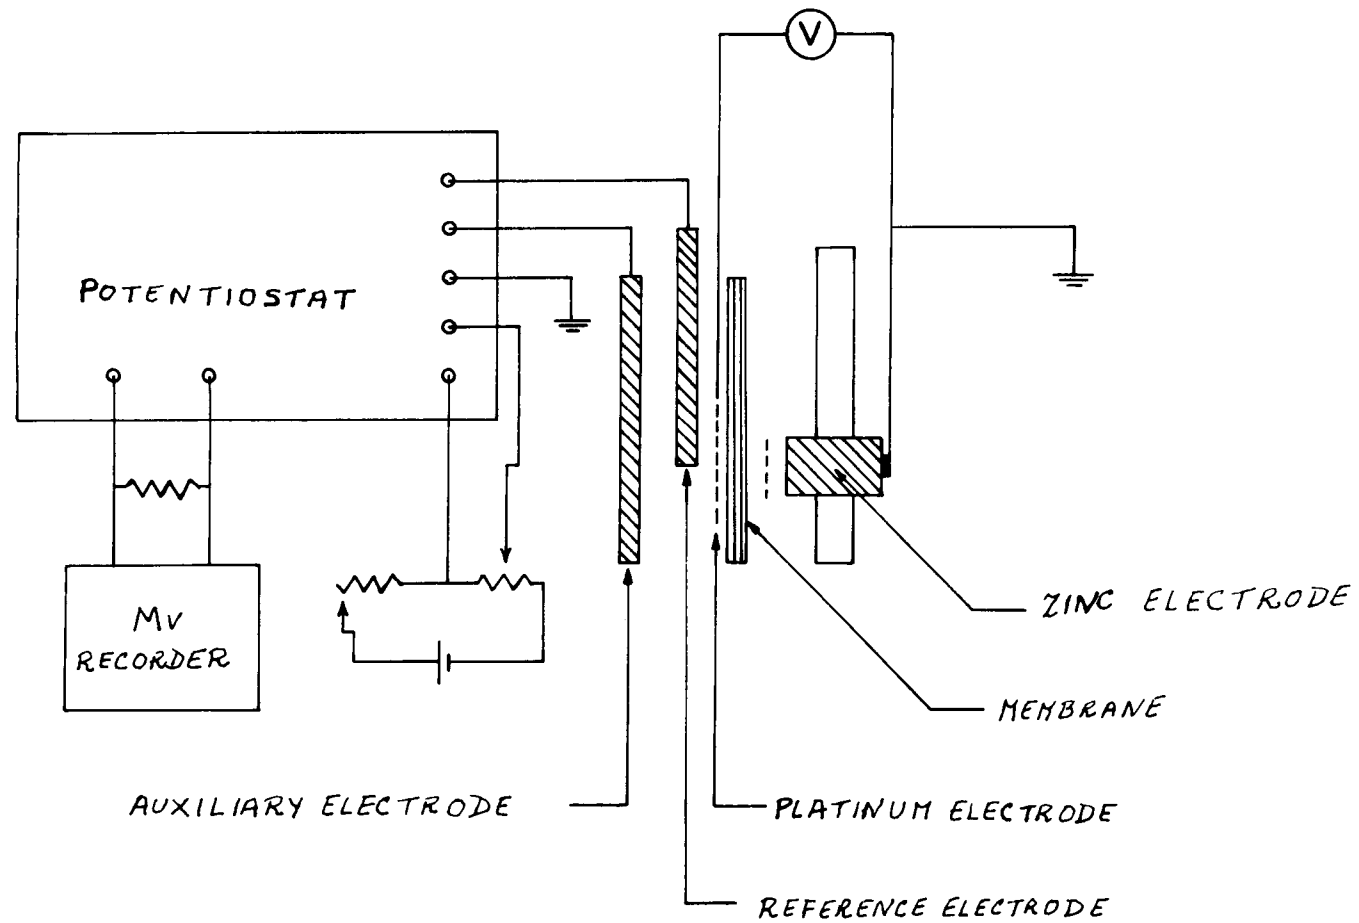 V
POTENTIOSTAT
MV
RECORDER
ZINC ELECTRODE
MEMBRANE
AUXILIARY ELECTRODE
PLATINUM ELECTRODE
REFERENCE ELECTRODE